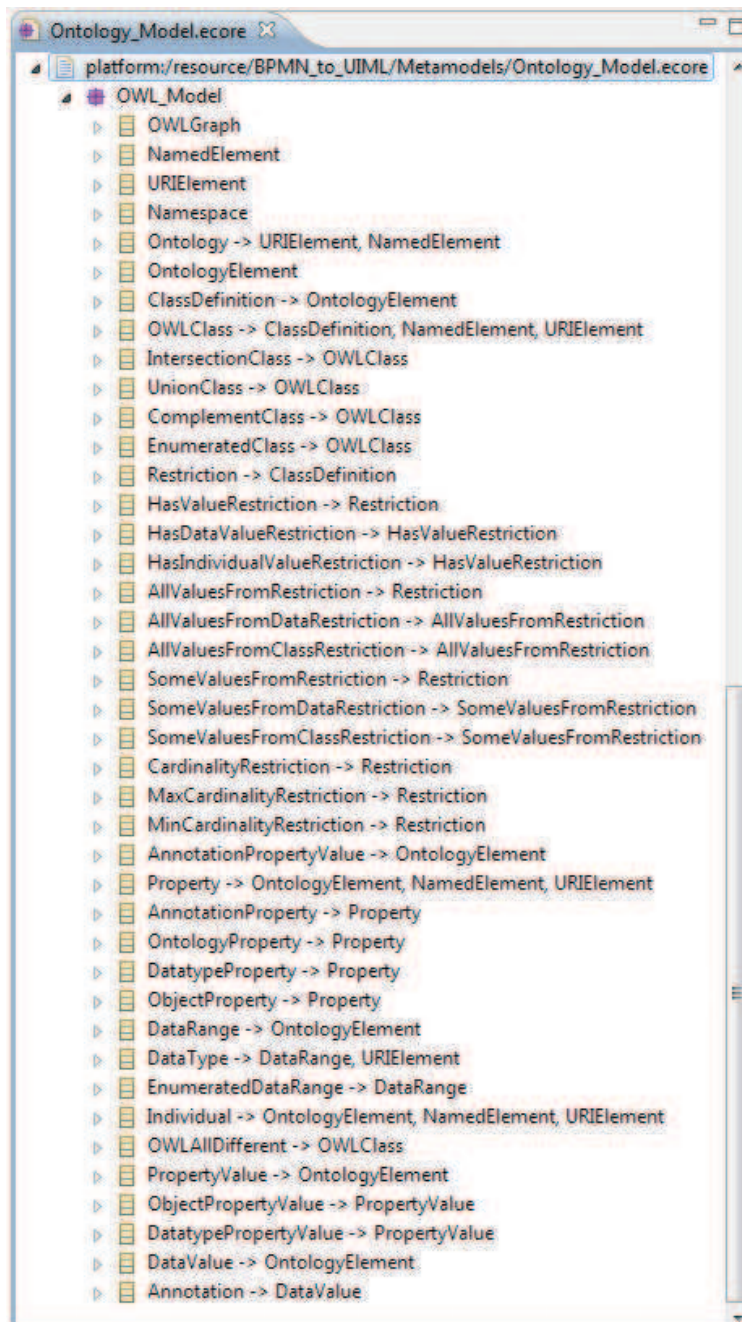 Ontology_Model.ecore
platform:/resource/BPMN_to_UIML/Metamodels/Ontology_Model.ecore
OWL_Model
OWLGraph
NamedElement
URIElement
Namespace
Ontology -> URIElement, NamedElement
OntologyElement
ClassDefinition -> OntologyElement
OWLClass -> ClassDefinition, NamedElement, URIElement
IntersectionClass -> OWLClass
UnionClass -> OWLClass
ComplementClass -> OWLClass
EnumeratedClass -> OWLClass
Restriction -> ClassDefinition
HasValueRestriction -> Restriction
HasDataValueRestriction -> HasValueRestriction
HasIndividualValueRestriction -> HasValueRestriction
AllValuesFromRestriction -> Restriction
AllValuesFromDataRestriction -> AllValuesFromRestriction
AllValuesFromClassRestriction -> AllValuesFromRestriction
SomeValuesFromRestriction -> Restriction
SomeValuesFromDataRestriction -> SomeValuesFromRestriction
SomeValuesFromClassRestriction -> SomeValuesFromRestriction
CardinalityRestriction -> Restriction
MaxCardinalityRestriction -> Restriction
MinCardinalityRestriction -> Restriction
AnnotationPropertyValue -> OntologyElement
Property -> OntologyElement, NamedElement, URIElement
AnnotationProperty -> Property
OntologyProperty -> Property
DatatypeProperty -> Property
ObjectProperty -> Property
DataRange -> OntologyElement
DataType -> DataRange, URIElement
EnumeratedDataRange -> DataRange
Individual -> OntologyElement, NamedElement, URIElement
OWLAllDifferent -> OWLClass
PropertyValue -> OntologyElement
ObjectPropertyValue -> PropertyValue
DatatypePropertyValue -> PropertyValue
DataValue -> OntologyElement
Annotation -> DataValue